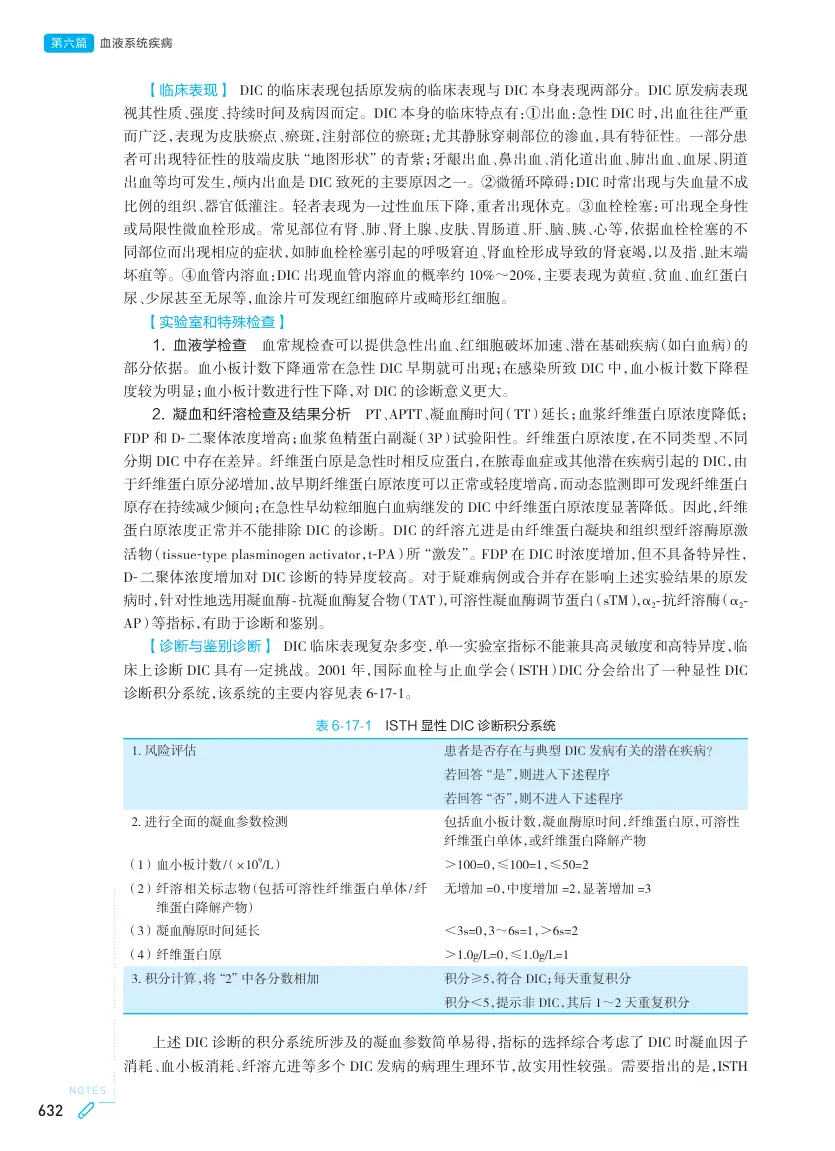 第六篇 血液系统疾病
【临床表现】 DIC 的临床表现包括原发病的临床表现与 DIC 本身表现两部分。DIC 原发病表现
视其性质、强度、持续时间及病因而定。DIC 本身的临床特点有:①出血:急性 DIC 时,出血往往严重
而广泛,表现为皮肤瘀点、瘀斑,注射部位的瘀斑;尤其静脉穿刺部位的渗血,具有特征性。一部分患
者可出现特征性的肢端皮肤“地图形状”的青紫;牙龈出血、鼻出血、消化道出血、肺出血、血尿、阴道
出血等均可发生,颅内出血是 DIC 致死的主要原因之一。②微循环障碍:DIC 时常出现与失血量不成
比例的组织、器官低灌注。轻者表现为一过性血压下降,重者出现休克。③血栓栓塞:可出现全身性
或局限性微血栓形成。常见部位有肾、肺、肾上腺、皮肤、胃肠道、肝、脑、胰、心等,依据血栓栓塞的不
同部位而出现相应的症状,如肺血栓栓塞引起的呼吸窘迫、肾血栓形成导致的肾衰竭,以及指、趾末端
坏疽等。④血管内溶血:DIC 出现血管内溶血的概率约 10%～20%,主要表现为黄疸、贫血、血红蛋白
尿、少尿甚至无尿等,血涂片可发现红细胞碎片或畸形红细胞。
【实验室和特殊检查】
1. 血液学检查 血常规检查可以提供急性出血、红细胞破坏加速、潜在基础疾病(如白血病)的
部分依据。血小板计数下降通常在急性 DIC 早期就可出现;在感染所致 DIC 中,血小板计数下降程
度较为明显;血小板计数进行性下降,对 DIC 的诊断意义更大。
2. 凝血和纤溶检查及结果分析 PT、APTT、凝血酶时间(TT)延长;血浆纤维蛋白原浓度降低;
FDP 和 D-二聚体浓度增高;血浆鱼精蛋白副凝(3P)试验阳性。纤维蛋白原浓度,在不同类型、不同
分期 DIC 中存在差异。纤维蛋白原是急性时相反应蛋白,在脓毒血症或其他潜在疾病引起的 DIC,由
于纤维蛋白原分泌增加,故早期纤维蛋白原浓度可以正常或轻度增高,而动态监测即可发现纤维蛋白
原存在持续减少倾向;在急性早幼粒细胞白血病继发的 DIC 中纤维蛋白原浓度显著降低。因此,纤维
蛋白原浓度正常并不能排除 DIC 的诊断。DIC 的纤溶亢进是由纤维蛋白凝块和组织型纤溶酶原激
活物(tissue-type plasminogen activator,t-PA)所“激发”。FDP 在 DIC 时浓度增加,但不具备特异性,
D-二聚体浓度增加对 DIC 诊断的特异度较高。对于疑难病例或合并存在影响上述实验结果的原发
病时,针对性地选用凝血酶-抗凝血酶复合物(TAT),可溶性凝血酶调节蛋白(sTM),α₂-抗纤溶酶(α₂-
AP)等指标,有助于诊断和鉴别。
【诊断与鉴别诊断】 DIC 临床表现复杂多变,单一实验室指标不能兼具高灵敏度和高特异度,临
床上诊断 DIC 具有一定挑战。2001 年,国际血栓与止血学会(ISTH)DIC 分会给出了一种显性 DIC
诊断积分系统,该系统的主要内容见表 6-17-1。
表 6-17-1 ISTH 显性 DIC 诊断积分系统
1. 风险评估 患者是否存在与典型 DIC 发病有关的潜在疾病?
若回答“是”,则进入下述程序
若回答“否”,则不进入下述程序
2. 进行全面的凝血参数检测 包括血小板计数,凝血酶原时间,纤维蛋白原,可溶性
纤维蛋白单体,或纤维蛋白降解产物
(1)血小板计数/(×10⁹/L) >100=0,≤100=1,≤50=2
(2)纤溶相关标志物(包括可溶性纤维蛋白单体/纤 无增加 =0,中度增加 =2,显著增加 =3
维蛋白降解产物)
(3)凝血酶原时间延长 <3s=0,3～6s=1,>6s=2
(4)纤维蛋白原 >1.0g/L=0,≤1.0g/L=1
3. 积分计算,将“2”中各分数相加 积分≥5,符合 DIC;每天重复积分
积分<5,提示非 DIC,其后 1～2 天重复积分
上述 DIC 诊断的积分系统所涉及的凝血参数简单易得,指标的选择综合考虑了 DIC 时凝血因子
消耗、血小板消耗、纤溶亢进等多个 DIC 发病的病理生理环节,故实用性较强。需要指出的是,ISTH
NOTES
632